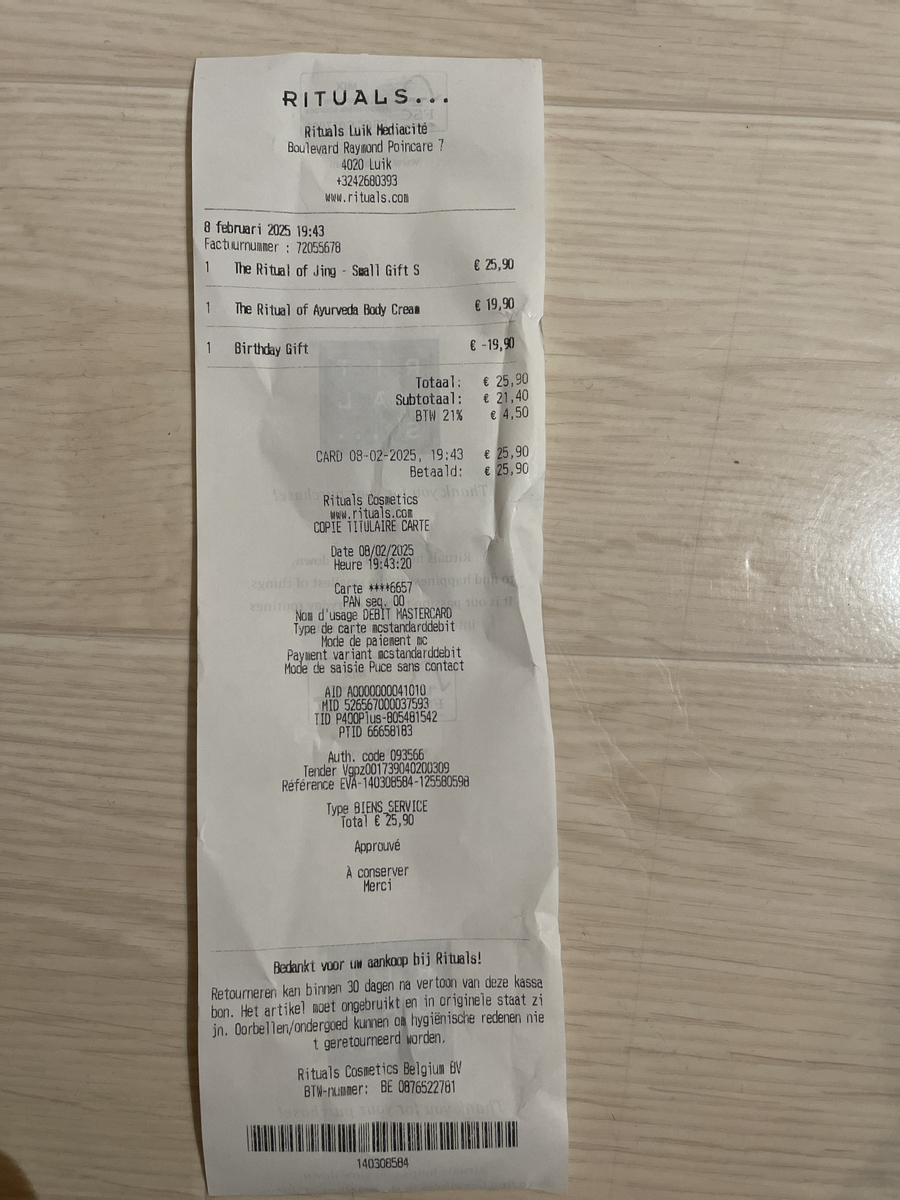 RITUALS...
Rituals Luik Mediacité
Boulevard Raymond Poincare 7
4020 Luik
+3242680393
www.rituals.com
8 februari 2025 19:43
Factuurnummer : 72055678
1 The Ritual of Jing - Small Gift S € 25,90
1 The Ritual of Ayurveda Body Cream € 19,90
1 Birthday Gift € -19,90
Totaal: € 25,90
Subtotaal: € 21,40
BTW 21% € 4,50
CARD 08-02-2025, 19:43 € 25,90
Betaald: € 25,90
Rituals Cosmetics
www.rituals.com
COPIE TITULAIRE CARTE
Date 08/02/2025
Heure 19:43:20
Carte ****6657
PAN seq. 00
Nom d'usage DEBIT MASTERCARD
Type de carte mcstandarddebit
Mode de paiement mc
Payment variant mcstandarddebit
Mode de saisie Puce sans contact
AID A0000000041010
MID 526567000037593
TID P400Plus-805481542
PTID 66658183
Auth. code 093566
Tender Vgpz001739040200309
Référence EVA-140308584-125580598
Type BIENS_SERVICE
Total € 25,90
Approuvé
À conserver
Merci
Bedankt voor uw aankoop bij Rituals!
Retourneren kan binnen 30 dagen na vertoon van deze kassa
bon. Het artikel moet ongebruikt en in originele staat zi
jn. Oorbellen/ondergoed kunnen om hygiënische redenen nie
t geretourneerd worden.
Rituals Cosmetics Belgium BV
BTW-nummer: BE 0876522781
140308584